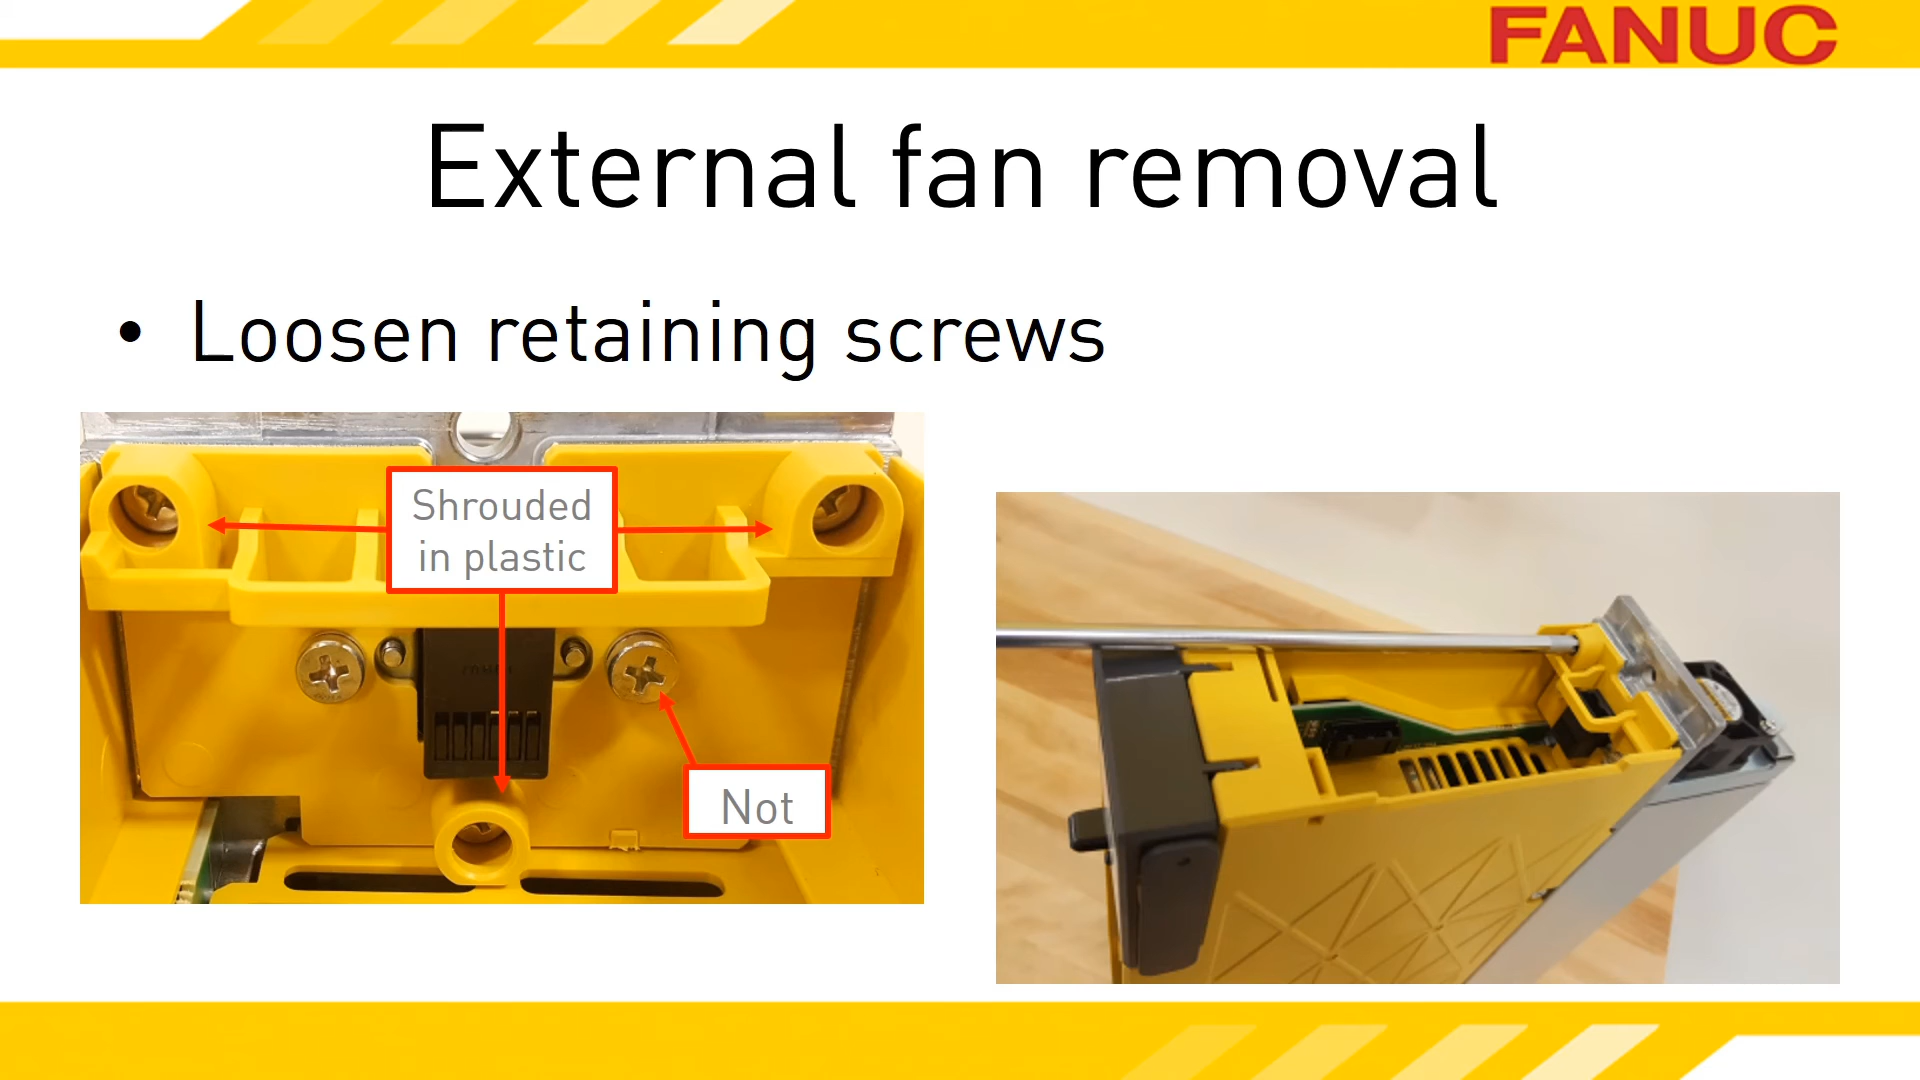 FANUC
External fan removal
• Loosen retaining screws
Shrouded
in plastic
Not